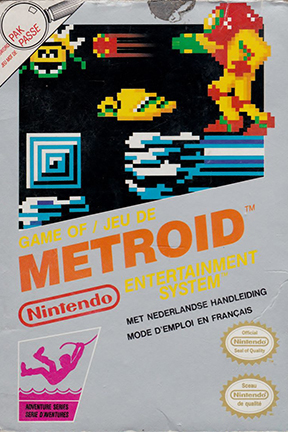 PAK
PASSE
GAME OF / JEU DE
METROID™
Nintendo
ENTERTAINMENT
SYSTEM
MET NEDERLANDSE HANDLEIDING
MODE D'EMPLOI EN FRANÇAIS
ADVENTURE SERIES
SÉRIE D'AVENTURES
Official
Nintendo
Seal of Quality
Sceau
Nintendo
de qualité